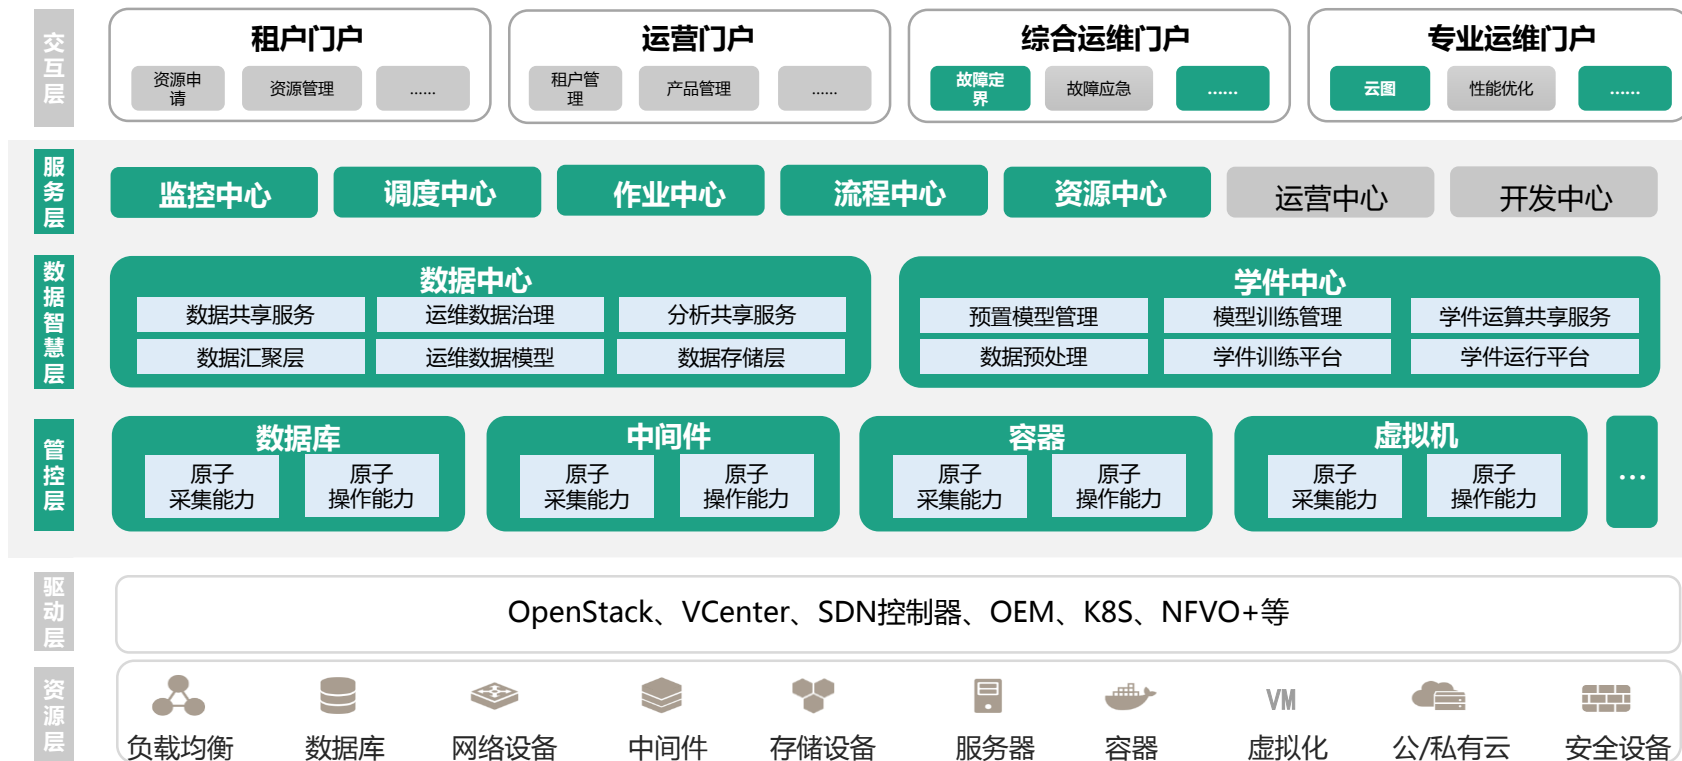 交互层
租户门户
资源申请
资源管理
......
运营门户
租户管理
产品管理
......
综合运维门户
故障定界
故障应急
......
专业运维门户
云图
性能优化
......
服务层
监控中心
调度中心
作业中心
流程中心
资源中心
运营中心
开发中心
数据智慧层
数据中心
数据共享服务
运维数据治理
分析共享服务
数据汇聚层
运维数据模型
数据存储层
学件中心
预置模型管理
模型训练管理
学件运算共享服务
数据预处理
学件训练平台
学件运行平台
管控层
数据库
原子
采集能力
原子
操作能力
中间件
原子
采集能力
原子
操作能力
容器
原子
采集能力
原子
操作能力
虚拟机
原子
采集能力
原子
操作能力
...
驱动层
OpenStack、VCenter、SDN控制器、OEM、K8S、NFVO+等
资源层
VM
负载均衡
数据库
网络设备
中间件
存储设备
服务器
容器
虚拟化
公/私有云
安全设备